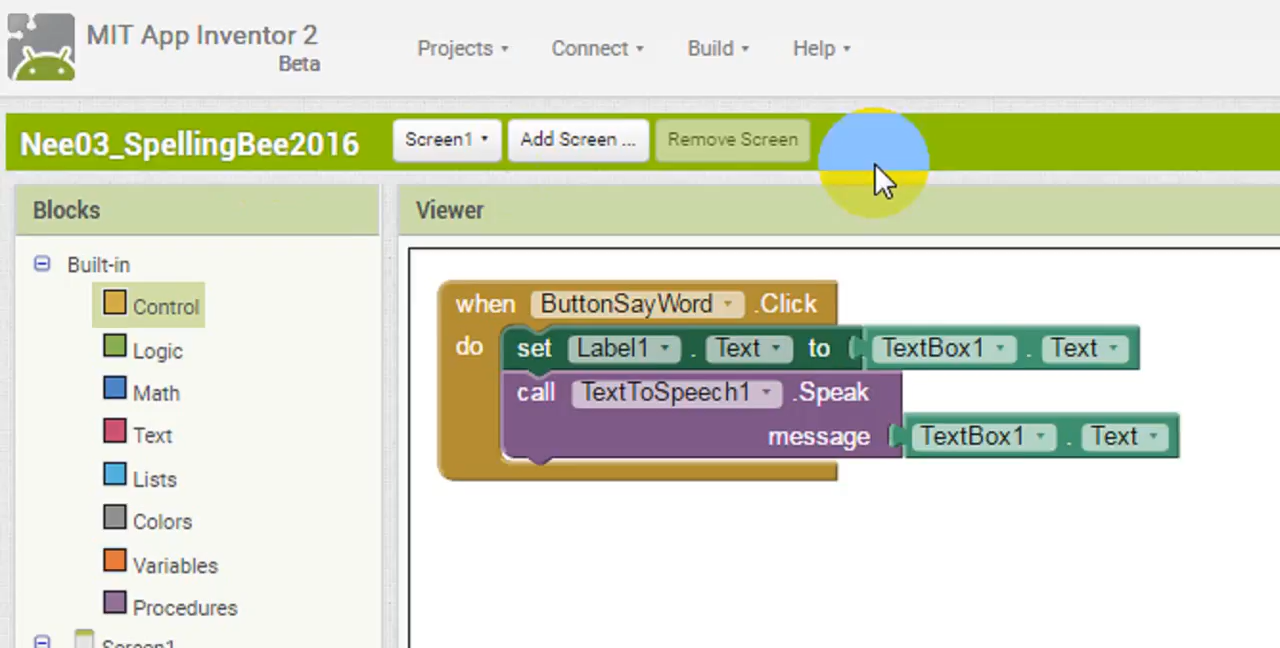 MIT App Inventor 2
Beta
Projects Connect Build Help
Nee03_SpellingBee2016 Screen1 Add Screen ... Remove Screen
Blocks
Viewer
Built-in
Control
Logic
Math
Text
Lists
Colors
Variables
Procedures
Screen1
when ButtonSayWord .Click
do set Label1 . Text to TextBox1 . Text
call TextToSpeech1 .Speak
message TextBox1 . Text